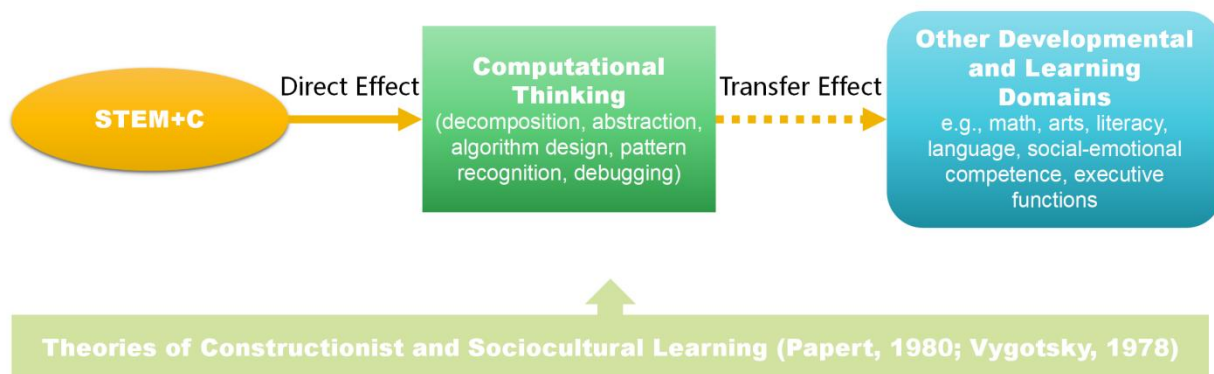 STEM+C
Direct Effect
Computational
Thinking
(decomposition, abstraction,
algorithm design, pattern
recognition, debugging)
Transfer Effect
Other Developmental
and Learning
Domains
e.g., math, arts, literacy,
language, social-emotional
competence, executive
functions
Theories of Constructionist and Sociocultural Learning (Papert, 1980; Vygotsky, 1978)